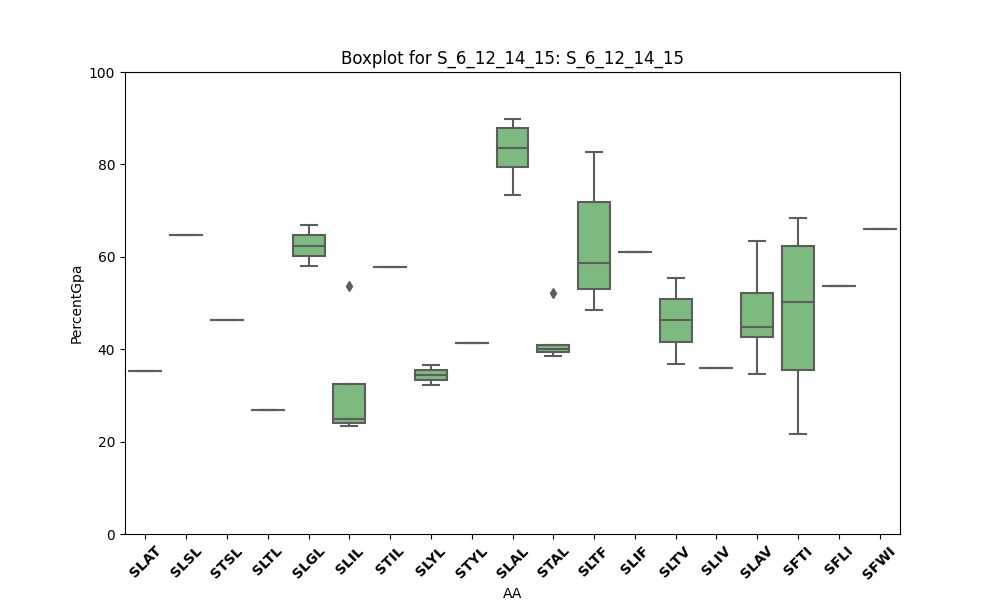 Boxplot for S_6_12_14_15: S_6_12_14_15
100
80
60
40
20
0
PercentGpa
SLAT SLSL STSL SLTL SLGL SLIL STIL SLYL STYL SLAL STAL SLTF SLIF SLTV SLIV SLAV SFTI SFLI SFWI
AA